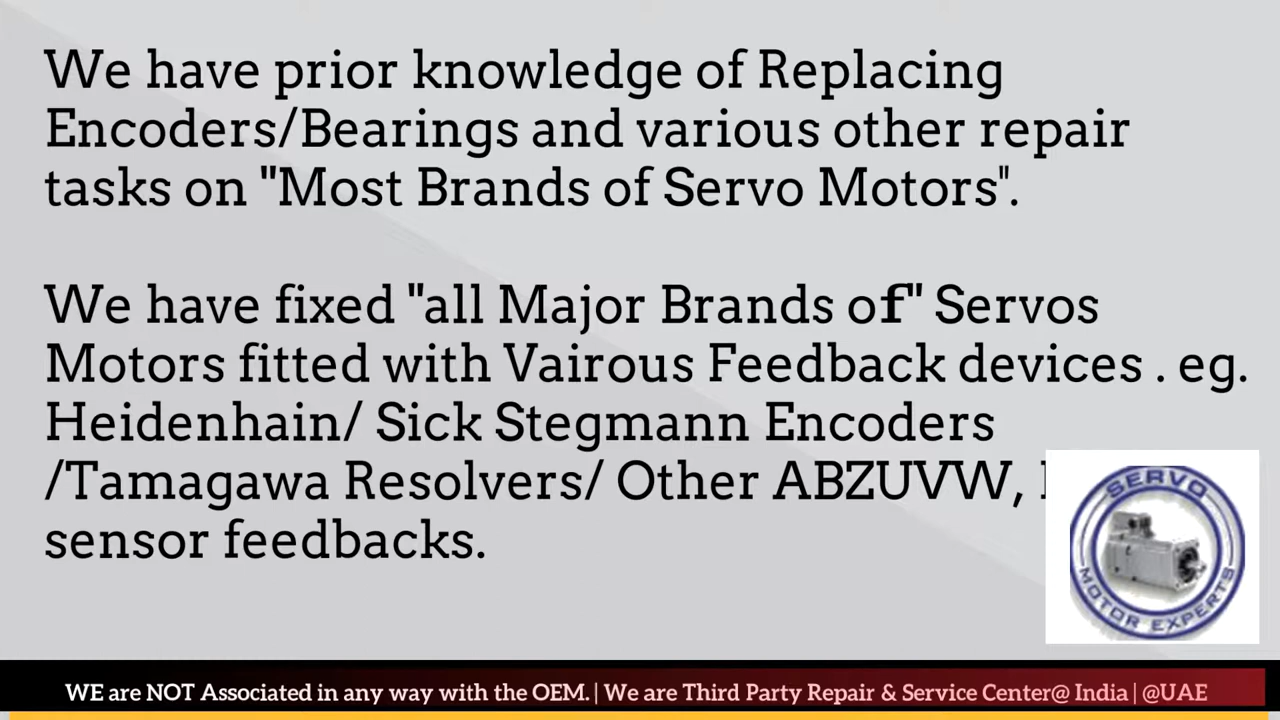 We have prior knowledge of Replacing
Encoders/Bearings and various other repair
tasks on "Most Brands of Servo Motors".
We have fixed "all Major Brands of" Servos
Motors fitted with Vairous Feedback devices . eg.
Heidenhain/ Sick Stegmann Encoders
/Tamagawa Resolvers/ Other ABZUVW,
sensor feedbacks.
SERVO
MOTOR EXPERTS
WE are NOT Associated in any way with the OEM. | We are Third Party Repair & Service Center@ India | @UAE